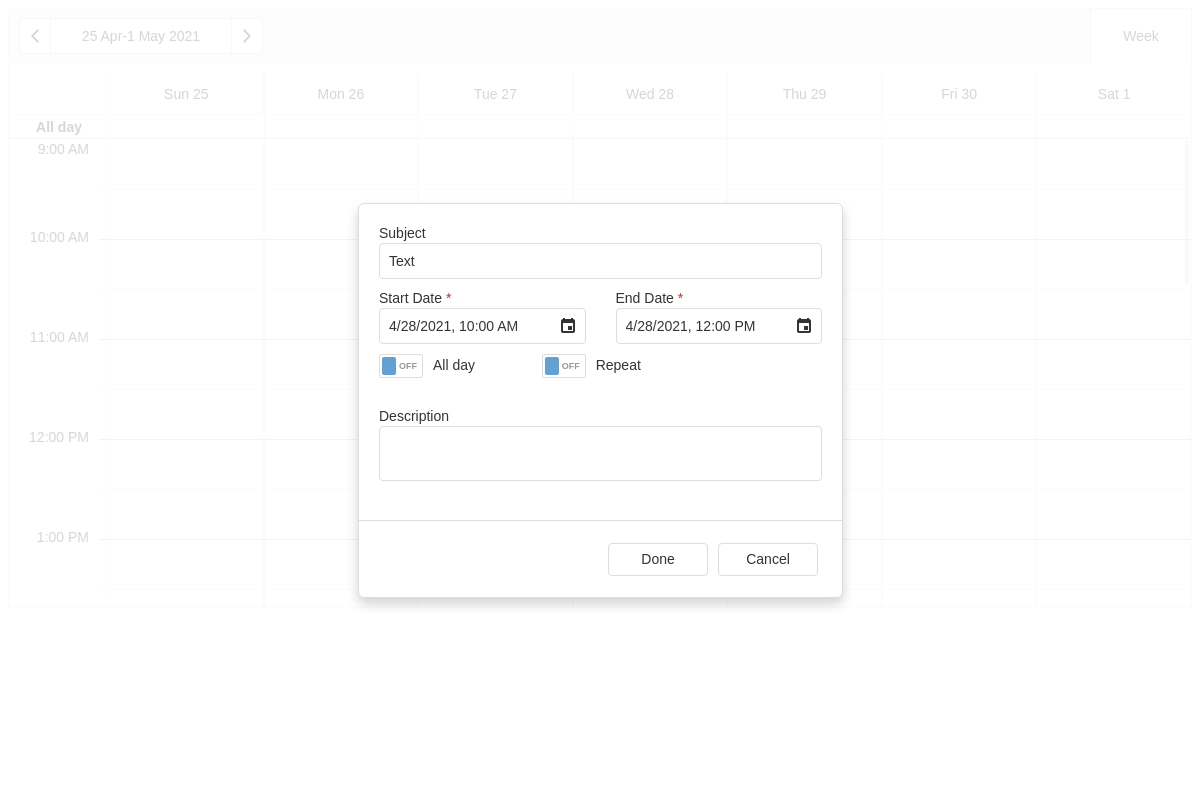 25 Apr-1 May 2021
Week
Sun 25 Mon 26 Tue 27 Wed 28 Thu 29 Fri 30 Sat 1
All day
9:00 AM
10:00 AM
11:00 AM
12:00 PM
1:00 PM
Subject
Text
Start Date * End Date *
4/28/2021, 10:00 AM 4/28/2021, 12:00 PM
OFF All day OFF Repeat
Description
Done Cancel